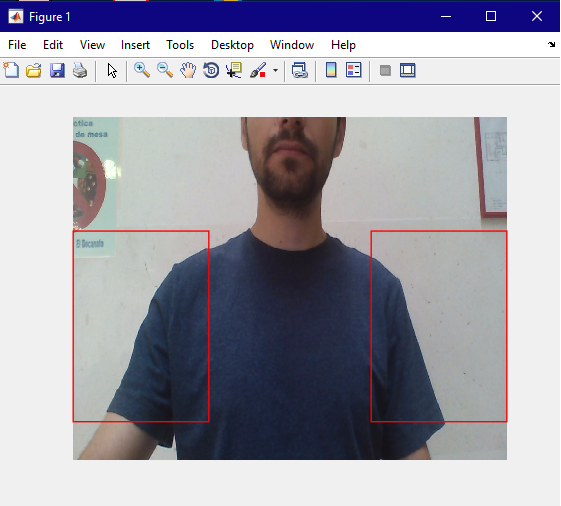 Figure 1
File Edit View Insert Tools Desktop Window Help
ctica
de mesa
El Decanato